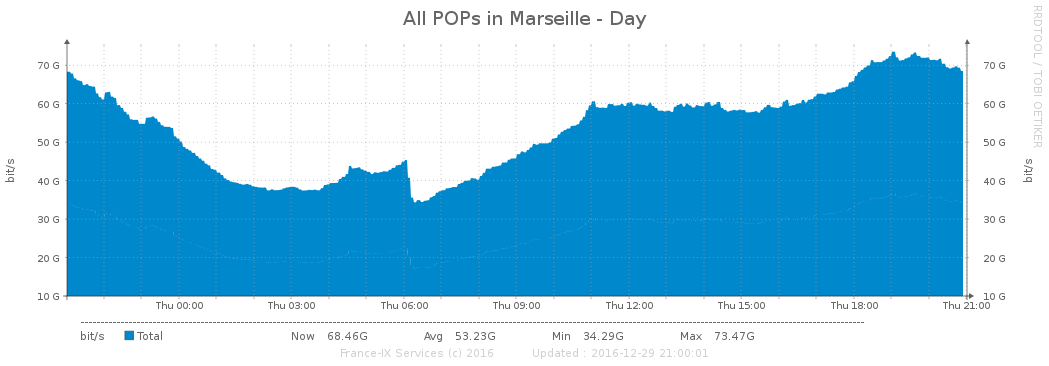 All POPs in Marseille - Day
RRDTOOL / TOBI OETIKER
bit/s
70 G 70 G
60 G 60 G
50 G 50 G
40 G 40 G
30 G 30 G
20 G 20 G
10 G 10 G
bit/s
Thu 00:00 Thu 03:00 Thu 06:00 Thu 09:00 Thu 12:00 Thu 15:00 Thu 18:00 Thu 21:00
bit/s Total Now 68.46G Avg 53.23G Min 34.29G Max 73.47G
France-IX Services (c) 2016 Updated : 2016-12-29 21:00:01